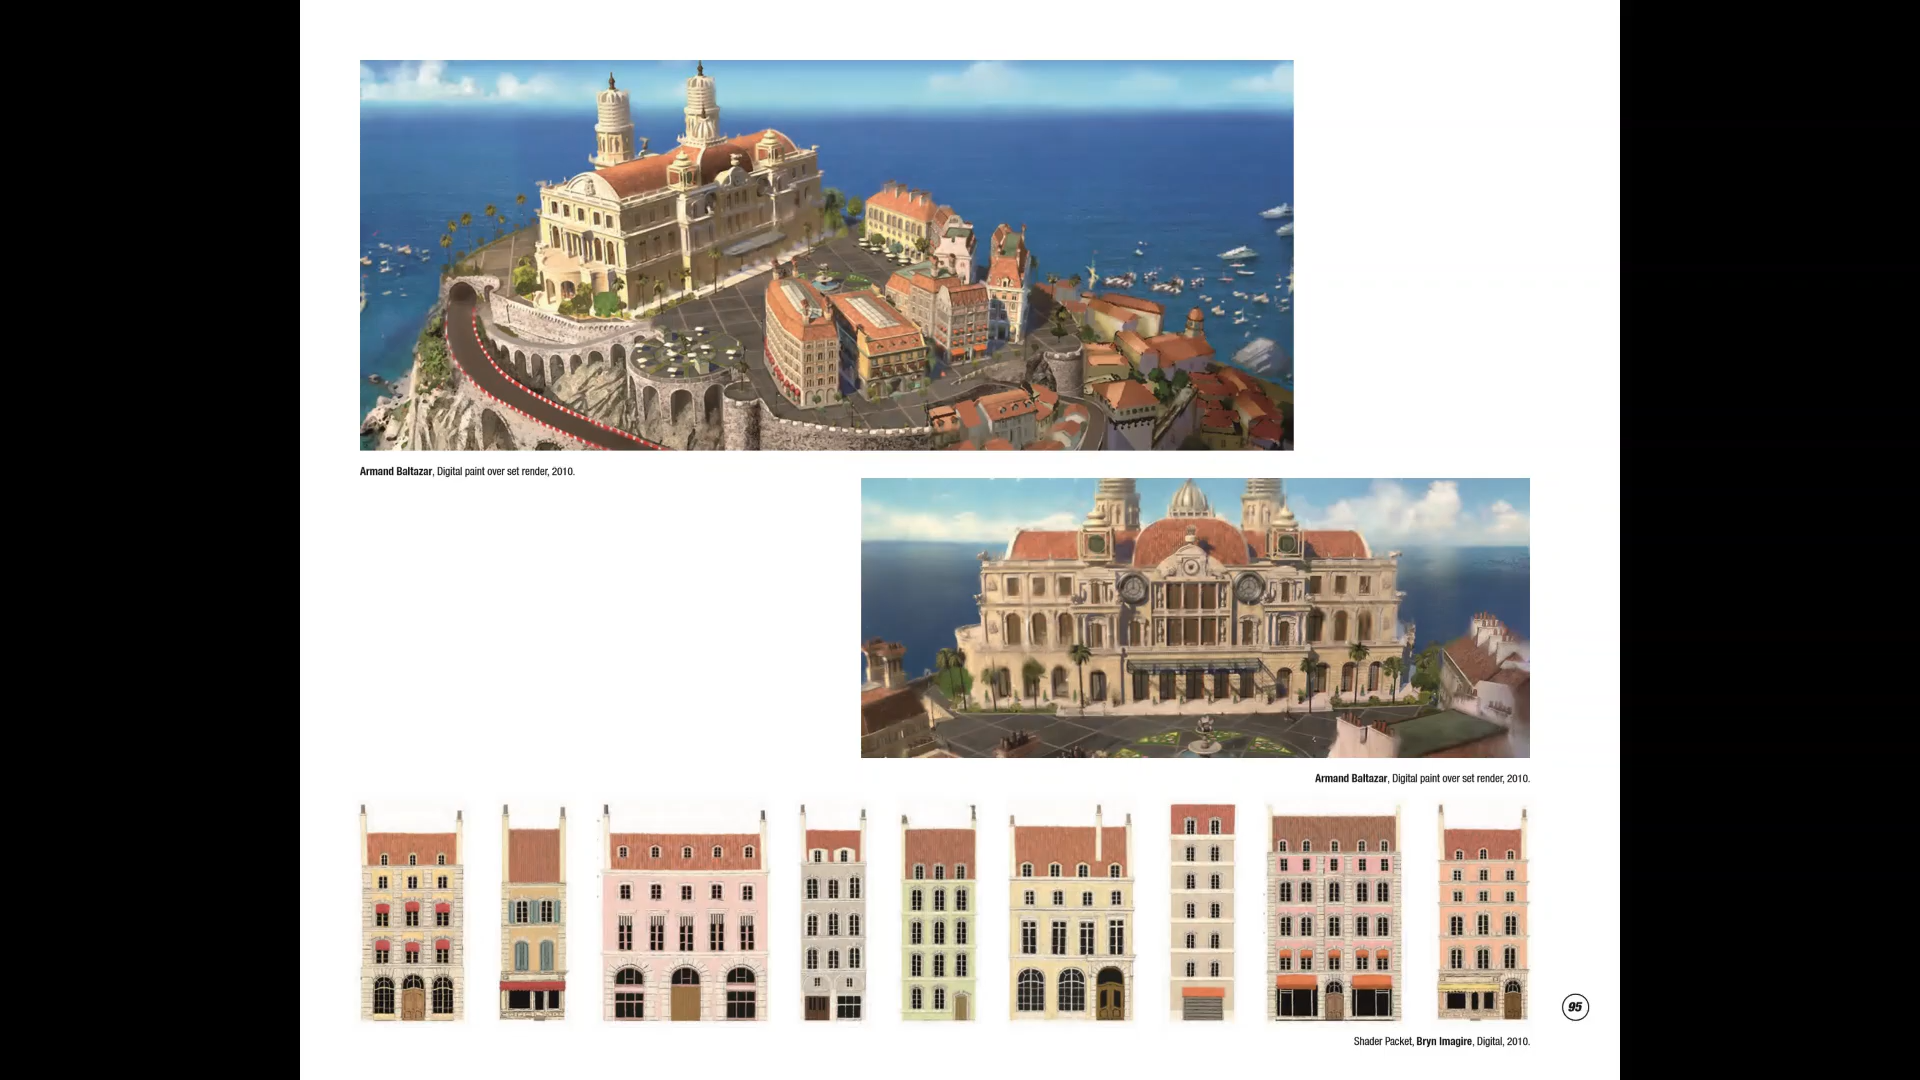 Armand Baltazar, Digital paint over set render, 2010.
Armand Baltazar, Digital paint over set render, 2010.
95
Shader Packet, Bryn Imagire, Digital, 2010.